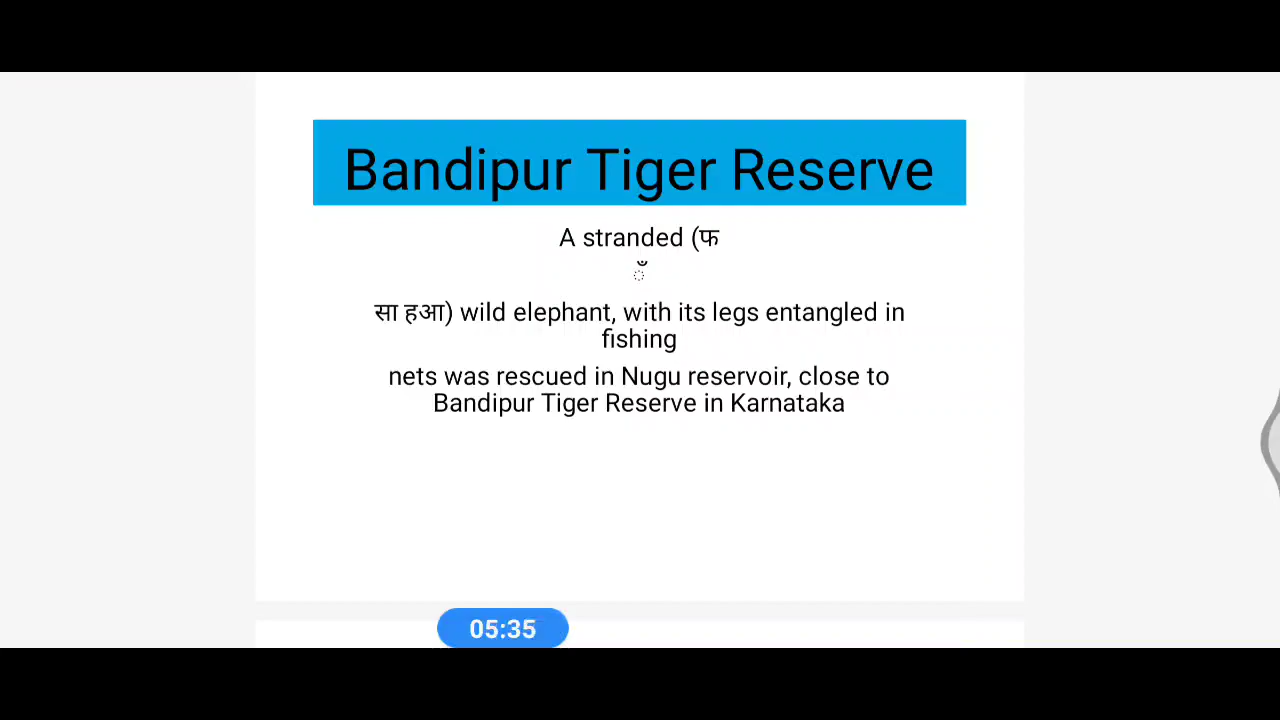 Bandipur Tiger Reserve
A stranded (फ
ँ
सा हआ) wild elephant, with its legs entangled in
fishing
nets was rescued in Nugu reservoir, close to
Bandipur Tiger Reserve in Karnataka
05:35